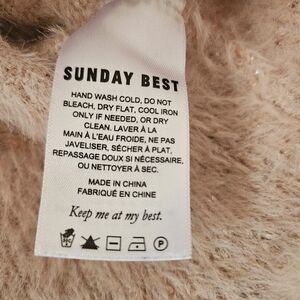 SUNDAY BEST
HAND WASH COLD, DO NOT
BLEACH, DRY FLAT, COOL IRON
ONLY IF NEEDED, OR DRY
CLEAN. LAVER À LA
MAIN À L'EAU FROIDE, NE PAS
JAVELISER, SÉCHER À PLAT,
REPASSAGE DOUX SI NÉCESSAIRE,
OU NETTOYER À SEC.
MADE IN CHINA
FABRIQUÉ EN CHINE
Keep me at my best.
P